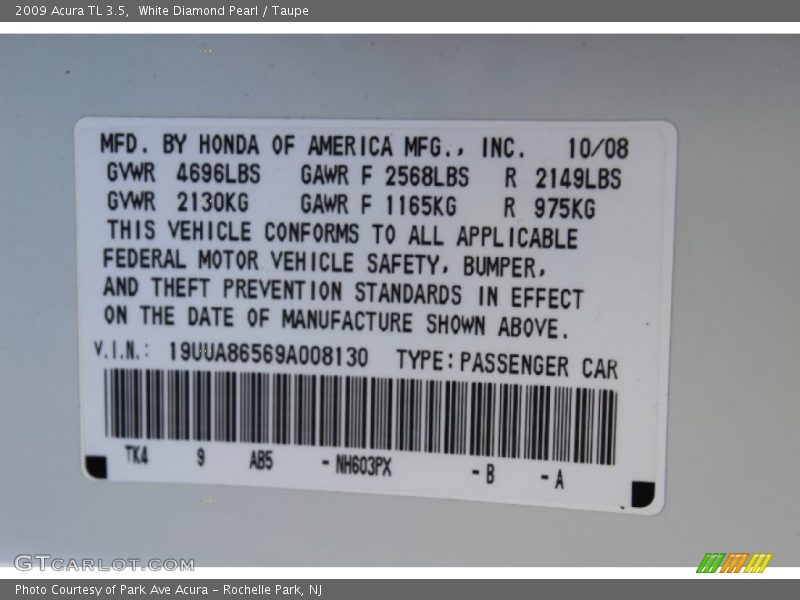 2009 Acura TL 3.5,  White Diamond Pearl / Taupe
MFD. BY HONDA OF AMERICA MFG., INC. 10/08
GVWR 4696LBS GAWR F 2568LBS R 2149LBS
GVWR 2130KG GAWR F 1165KG R 975KG
THIS VEHICLE CONFORMS TO ALL APPLICABLE
FEDERAL MOTOR VEHICLE SAFETY, BUMPER,
AND THEFT PREVENTION STANDARDS IN EFFECT
ON THE DATE OF MANUFACTURE SHOWN ABOVE.
V.I.N.: 19UUA86569A008130 TYPE:PASSENGER CAR
TK4 9 AB5 - NH603PX - B - A
GTCARLOT.COM
Photo Courtesy of Park Ave Acura – Rochelle Park, NJ